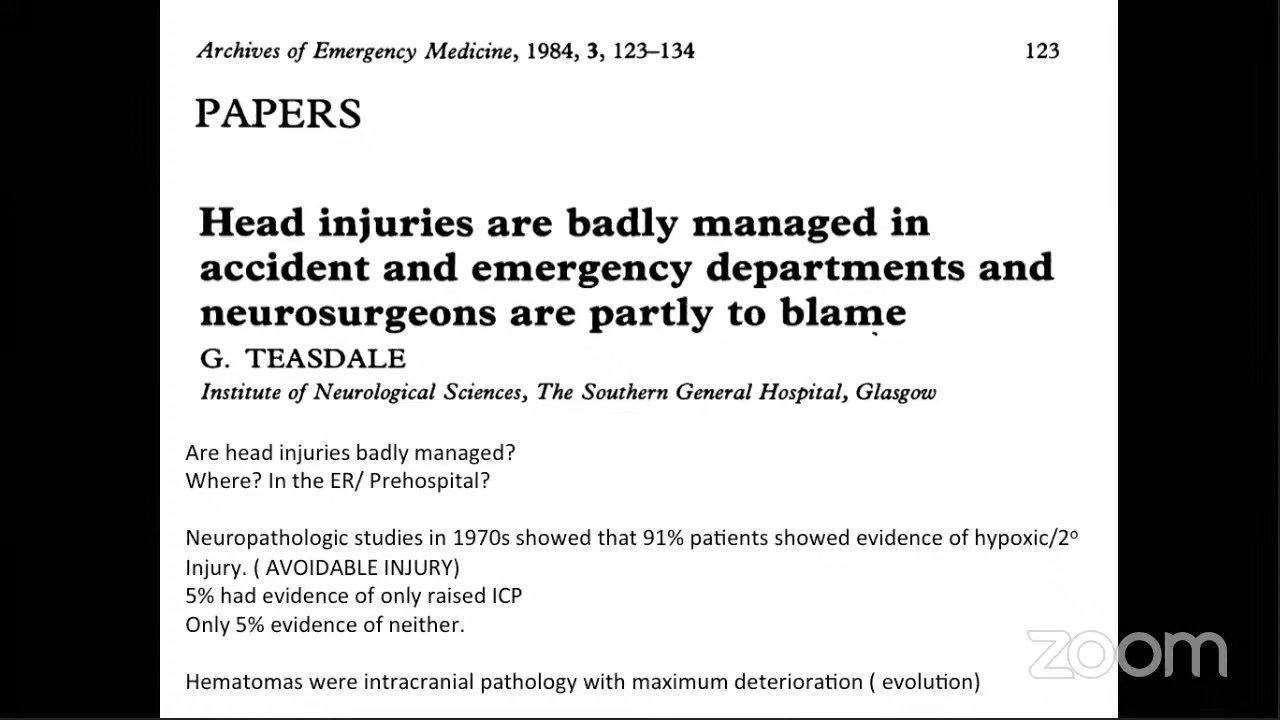 Archives of Emergency Medicine, 1984, 3, 123–134 123
PAPERS
Head injuries are badly managed in
accident and emergency departments and
neurosurgeons are partly to blame
G. TEASDALE
Institute of Neurological Sciences, The Southern General Hospital, Glasgow
Are head injuries badly managed?
Where? In the ER/ Prehospital?
Neuropathologic studies in 1970s showed that 91% patients showed evidence of hypoxic/2º
Injury. ( AVOIDABLE INJURY)
5% had evidence of only raised ICP
Only 5% evidence of neither.
Hematomas were intracranial pathology with maximum deterioration ( evolution)
zoom